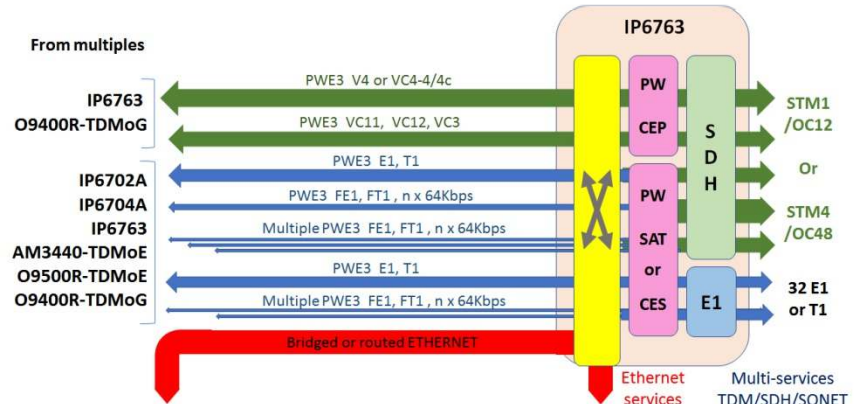 IP6763
From multiples
PWE3 V4 or VC4-4/4c
IP6763
O9400R-TDMoG
PWE3 VC11, VC12, VC3
PW
CEP
SDH
STM1
/OC12
Or
STM4
/OC48
PWE3 E1, T1
IP6702A
IP6704A
IP6763
AM3440-TDMoE
O9500R-TDMoE
O9400R-TDMoG
PWE3 FE1, FT1 , n x 64Kbps
Multiple PWE3 FE1, FT1 , n x 64Kbps
PW
SAT
or
CES
PWE3 E1, T1
Multiple PWE3 FE1, FT1 , n x 64Kbps
E1
32 E1
or T1
Bridged or routed ETHERNET
Ethernet
services
Multi-services
TDM/SDH/SONET